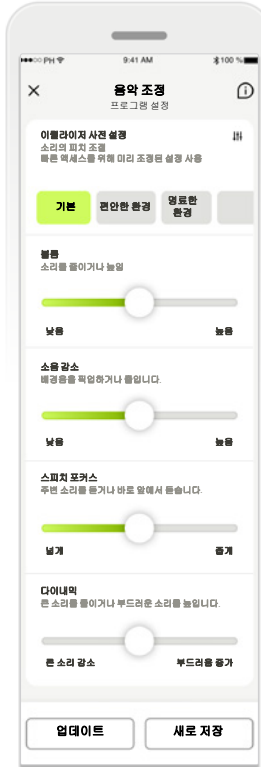 PH
9:41 AM
100 %
음악 조정
프로그램 설정
이퀄라이저 사전 설정
소리의 피치 조절
빠른 액세스를 위해 미리 조정된 설정 사용
기본
편안한 환경
명료한
환경
볼륨
소리를 줄이거나 높임
낮음
높음
소음 감소
배경음을 픽업하거나 줄입니다.
낮음
높음
스피치 포커스
주변 소리를 듣거나 바로 앞에서 듣습니다.
넓게
좁게
다이내믹
큰 소리를 줄이거나 부드러운 소리를 높입니다.
큰 소리 감소
부드러움 증가
업데이트
새로 저장